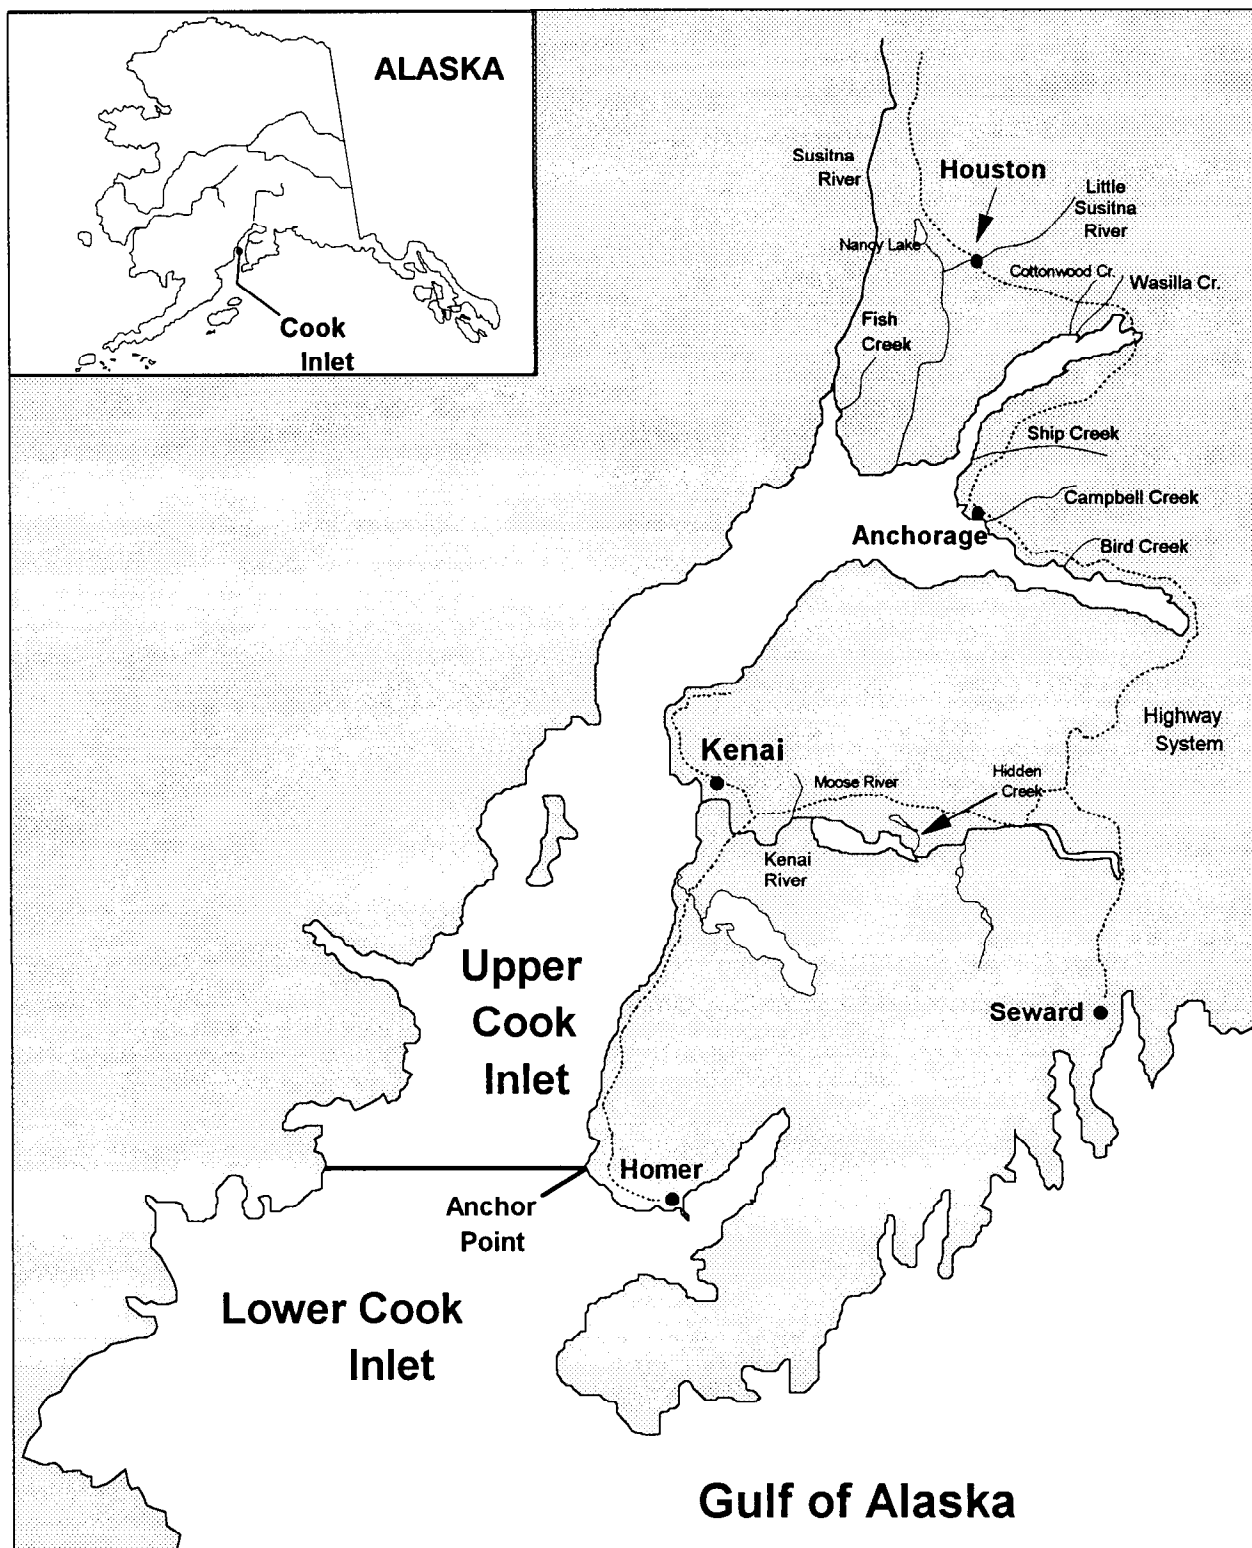 ALASKA
Cook
Inlet
Susitna
River
Houston
Little
Susitna
River
Nancy Lake
Cottonwood Cr.
Wasilla Cr.
Fish
Creek
Ship Creek
Campbell Creek
Anchorage
Bird Creek
Highway
System
Kenai
Moose River
Hidden
Creek
Kenai
River
Upper
Cook
Inlet
Seward
Homer
Anchor
Point
Lower Cook
Inlet
Gulf of Alaska